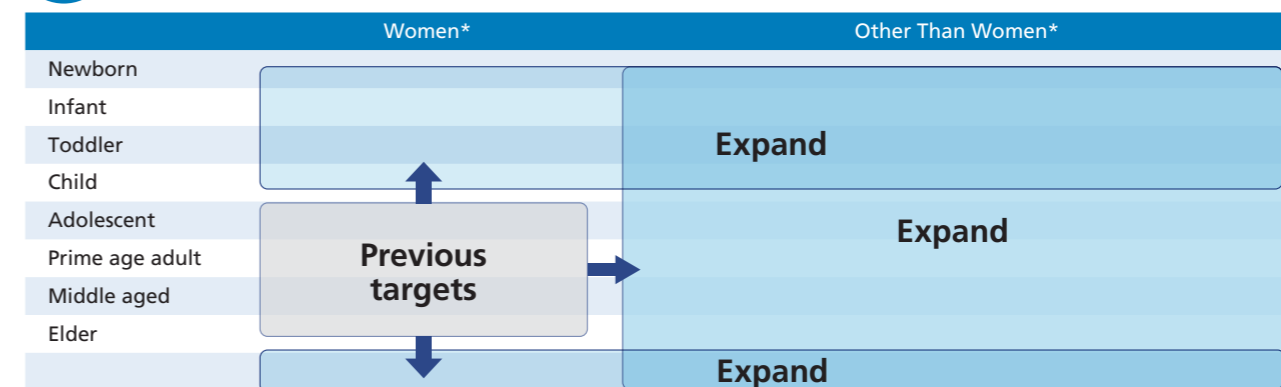 Women* Other Than Women*
Newborn
Infant
Toddler
Expand
Child
Adolescent
Expand
Prime age adult
Previous
targets
Middle aged
Elder
Expand